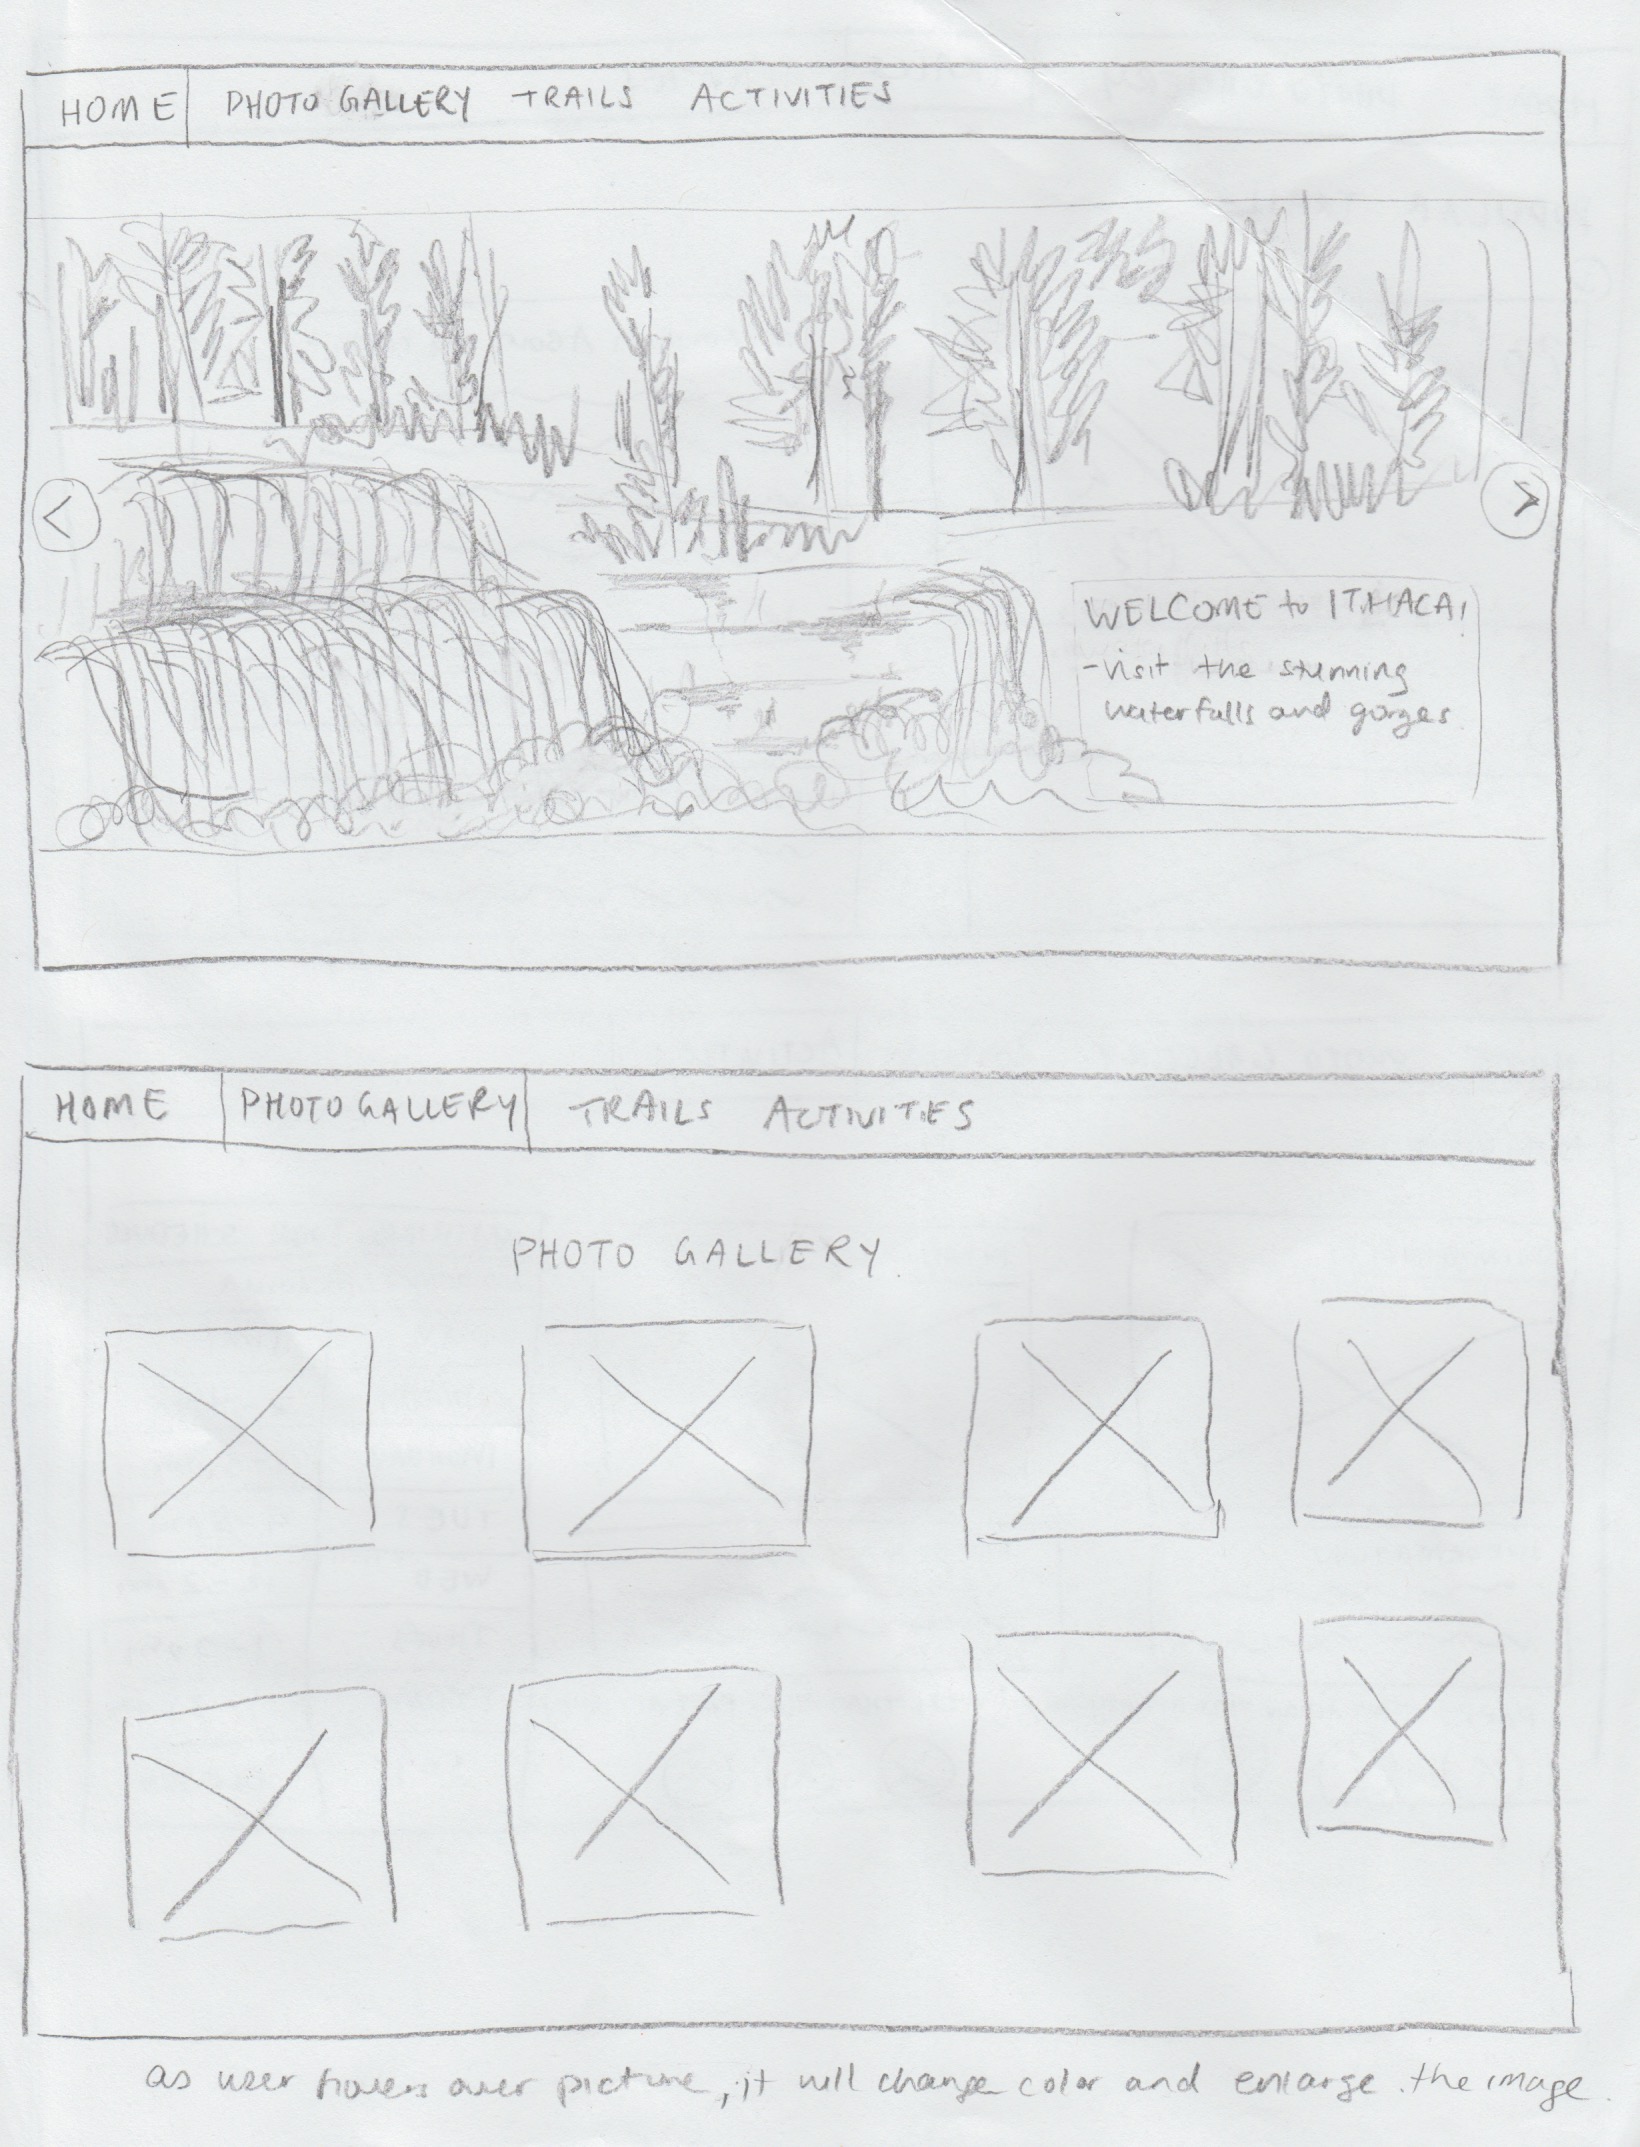 HOME PHOTO GALLERY TRAILS ACTIVITIES
<
>
WELCOME to ITHACA!
-visit the stunning
waterfalls and gorges
HOME PHOTO GALLERY TRAILS ACTIVITIES
PHOTO GALLERY
as user hovers over picture, it will change color and enlarge the image.